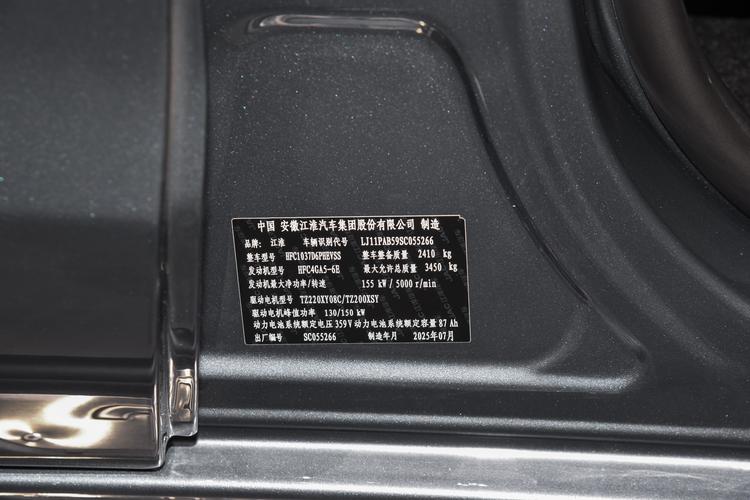 中国 安徽江淮汽车集团股份有限公司 制造
品牌: 江淮 车辆识别代号 LJ11PAB59SC055266
整车型号 HFC1037D6PHEVSS 整车整备质量 2410 kg
发动机型号 HFC4GA5-6E 最大允许总质量 3450 kg
发动机最大净功率/转速 155 kW / 5000 r/min
驱动电机型号 TZ220XY08C/TZ200XSY
驱动电机峰值功率 130/150 kW
动力电池系统额定电压 359 V 动力电池系统额定容量 87 Ah
出厂编号 SC055266 制造年月 2025年07月